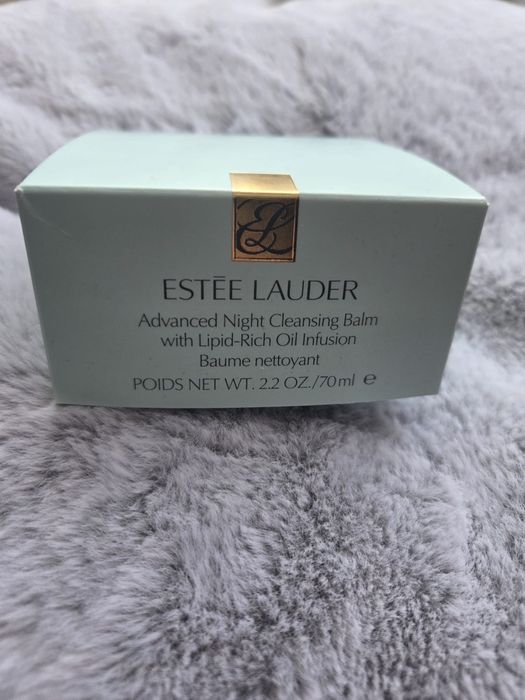 EL
ESTĒE LAUDER
Advanced Night Cleansing Balm
with Lipid-Rich Oil Infusion
Baume nettoyant
POIDS NET WT. 2.2 OZ./70ml ℮